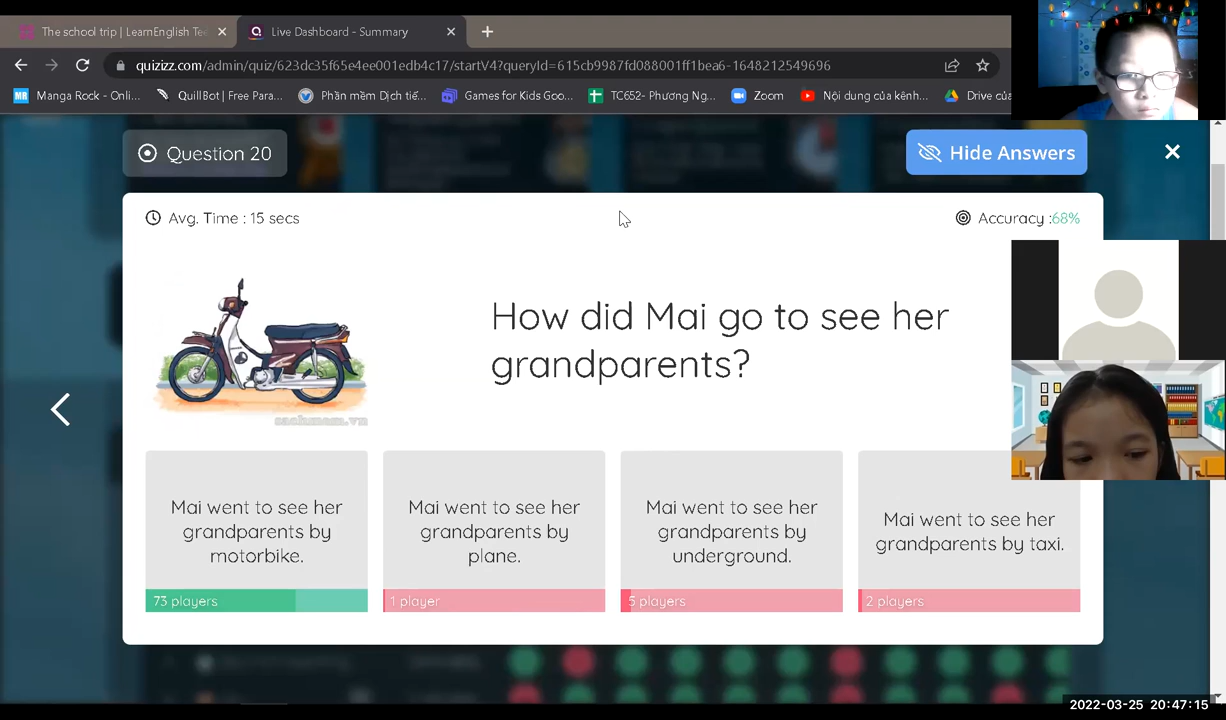 The school trip | LearnEnglish Tee
Live Dashboard - Summary
quizizz.com/admin/quiz/623dc35f65e4ee001edb4c17/startV4?queryId=615cb9987fd088001ff1bea6-1648212549696
MR Manga Rock - Onli... QuillBot | Free Para... Phần mềm Dịch tiế... Games for Kids Goo... TC652- Phương Ng... Zoom Nội dung của kênh... Drive củ
Question 20
Hide Answers
Avg. Time : 15 secs
Accuracy :68%
How did Mai go to see her
grandparents?
sachmem.vn
Mai went to see her
grandparents by
motorbike.
73 players
Mai went to see her
grandparents by
plane.
1 player
Mai went to see her
grandparents by
underground.
5 players
Mai went to see her
grandparents by taxi.
2 players
2022-03-25 20:47:15